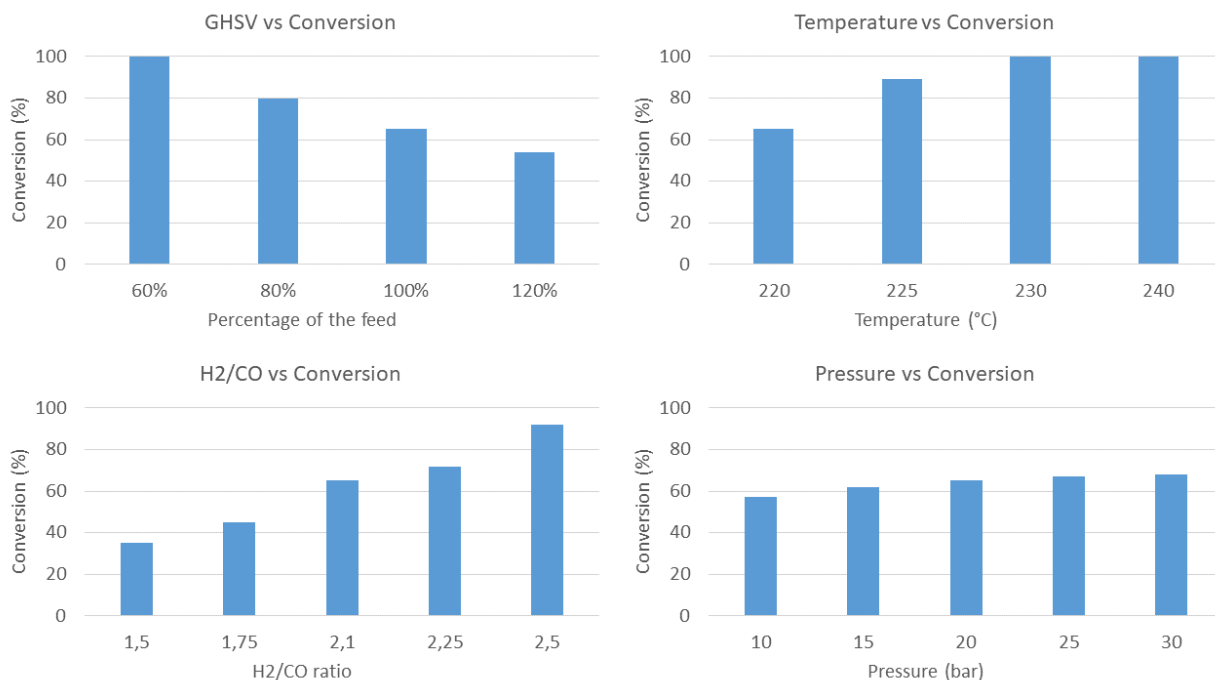 GHSV vs Conversion
Conversion (%)
100
80
60
40
20
0
60% 80% 100% 120%
Percentage of the feed
Temperature vs Conversion
Conversion (%)
100
80
60
40
20
0
220 225 230 240
Temperature (°C)
H2/CO vs Conversion
Conversion (%)
100
80
60
40
20
0
1,5 1,75 2,1 2,25 2,5
H2/CO ratio
Pressure vs Conversion
Conversion (%)
100
80
60
40
20
0
10 15 20 25 30
Pressure (bar)